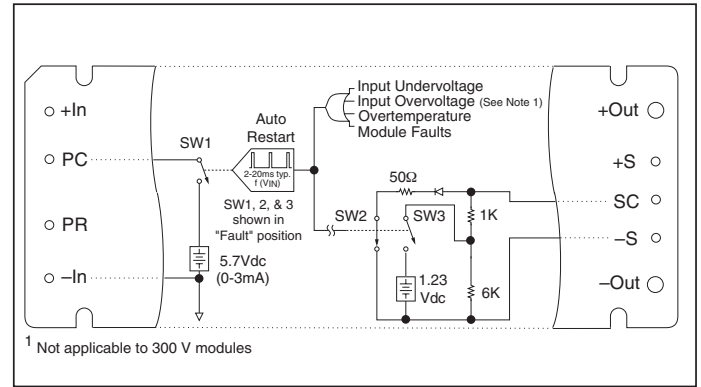 Input Undervoltage
Input Overvoltage (See Note 1)
Overtemperature
Module Faults
+In
Auto
Restart
+Out
SW1
PC
2-20ms typ.
f (VIN)
+S
50Ω
SW1, 2, & 3
shown in
"Fault" position
SC
SW2
SW3
1K
PR
–S
5.7Vdc
(0-3mA)
1.23
Vdc
6K
–In
–Out
1 Not applicable to 300 V modules